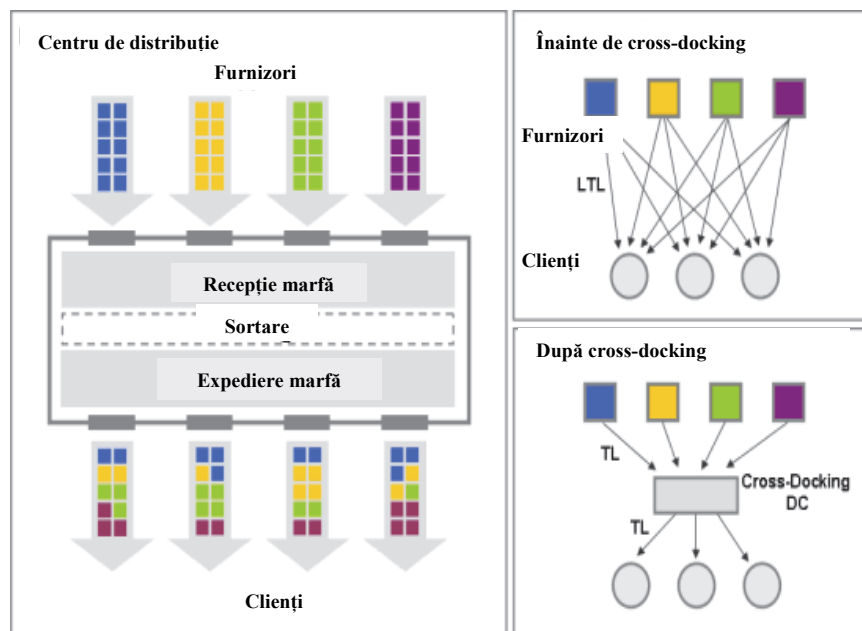 Centru de distribuție
Furnizori
Recepție marfă
Sortare
Expediere marfă
Clienți
Înainte de cross-docking
Furnizori
LTL
Clienți
După cross-docking
TL
Cross-Docking
DC
TL